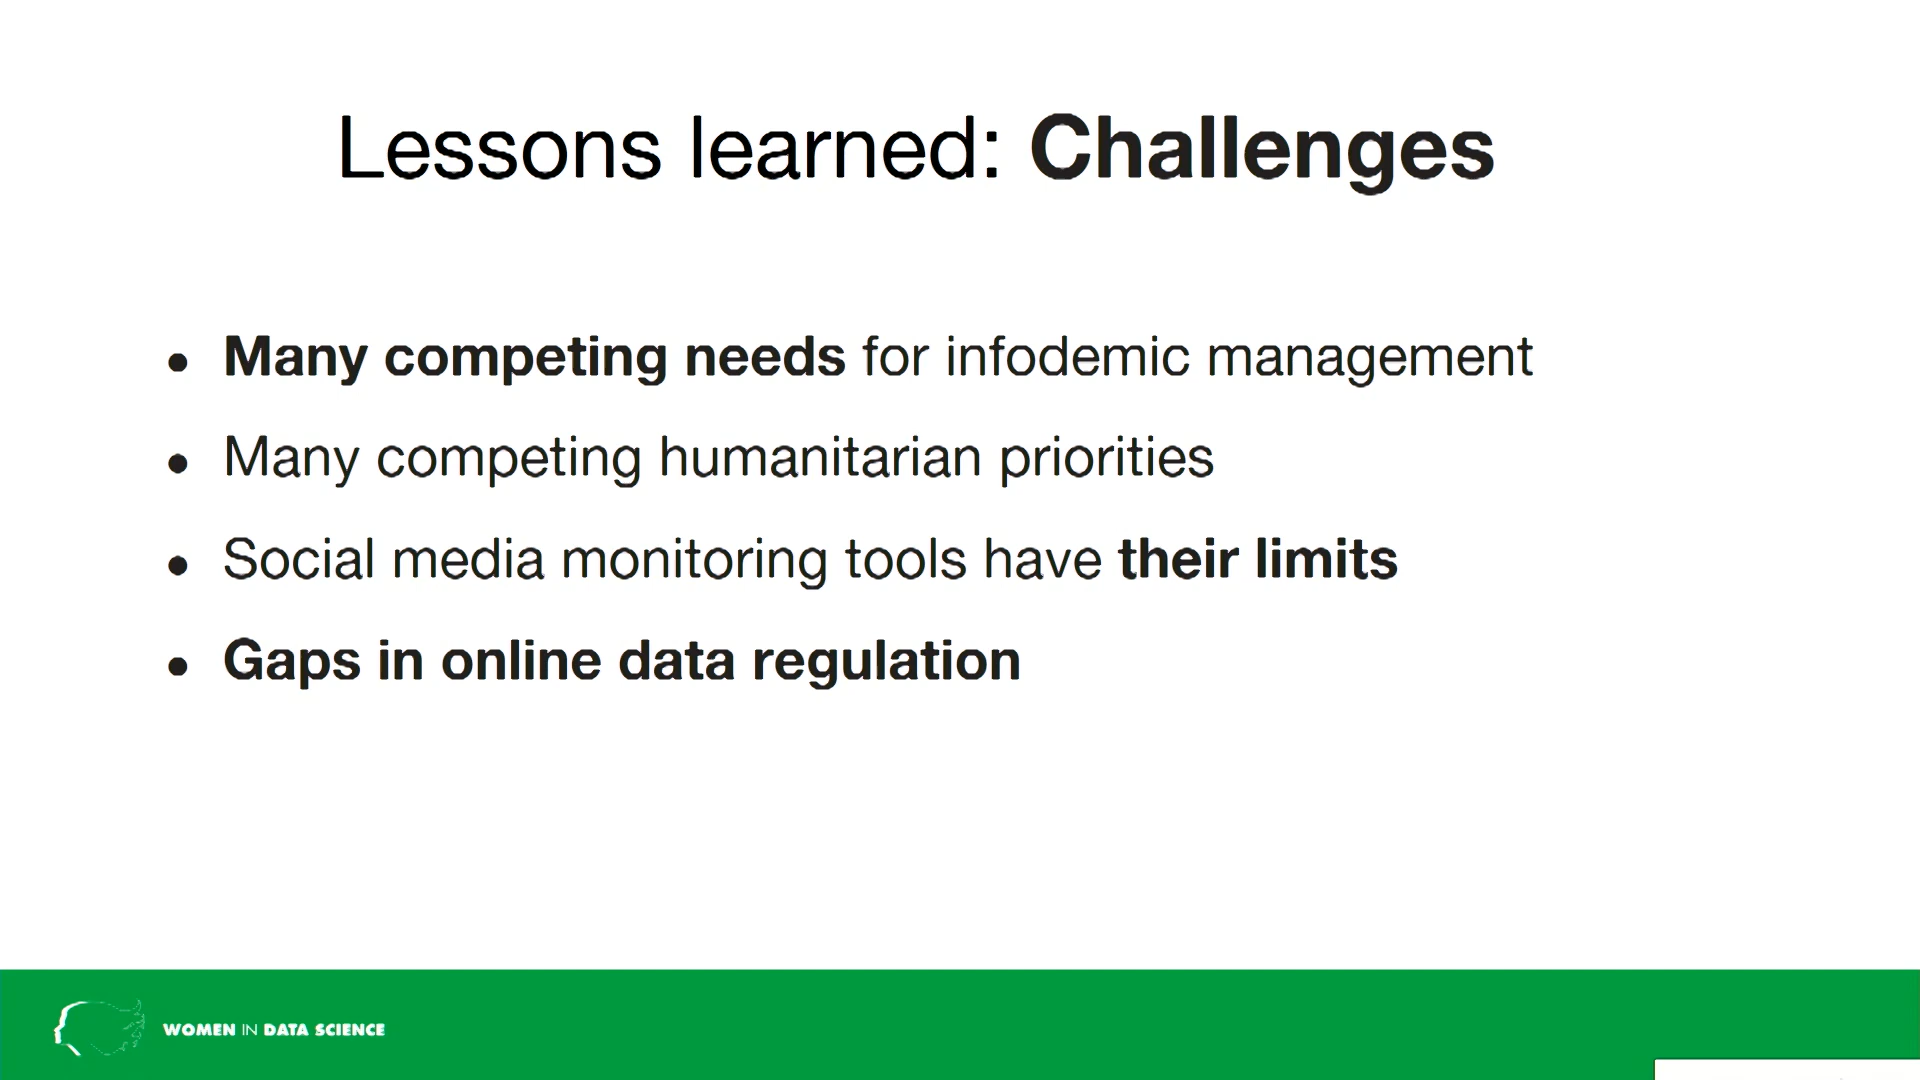 Lessons learned: Challenges
• Many competing needs for infodemic management
• Many competing humanitarian priorities
• Social media monitoring tools have their limits
• Gaps in online data regulation
WOMEN IN DATA SCIENCE